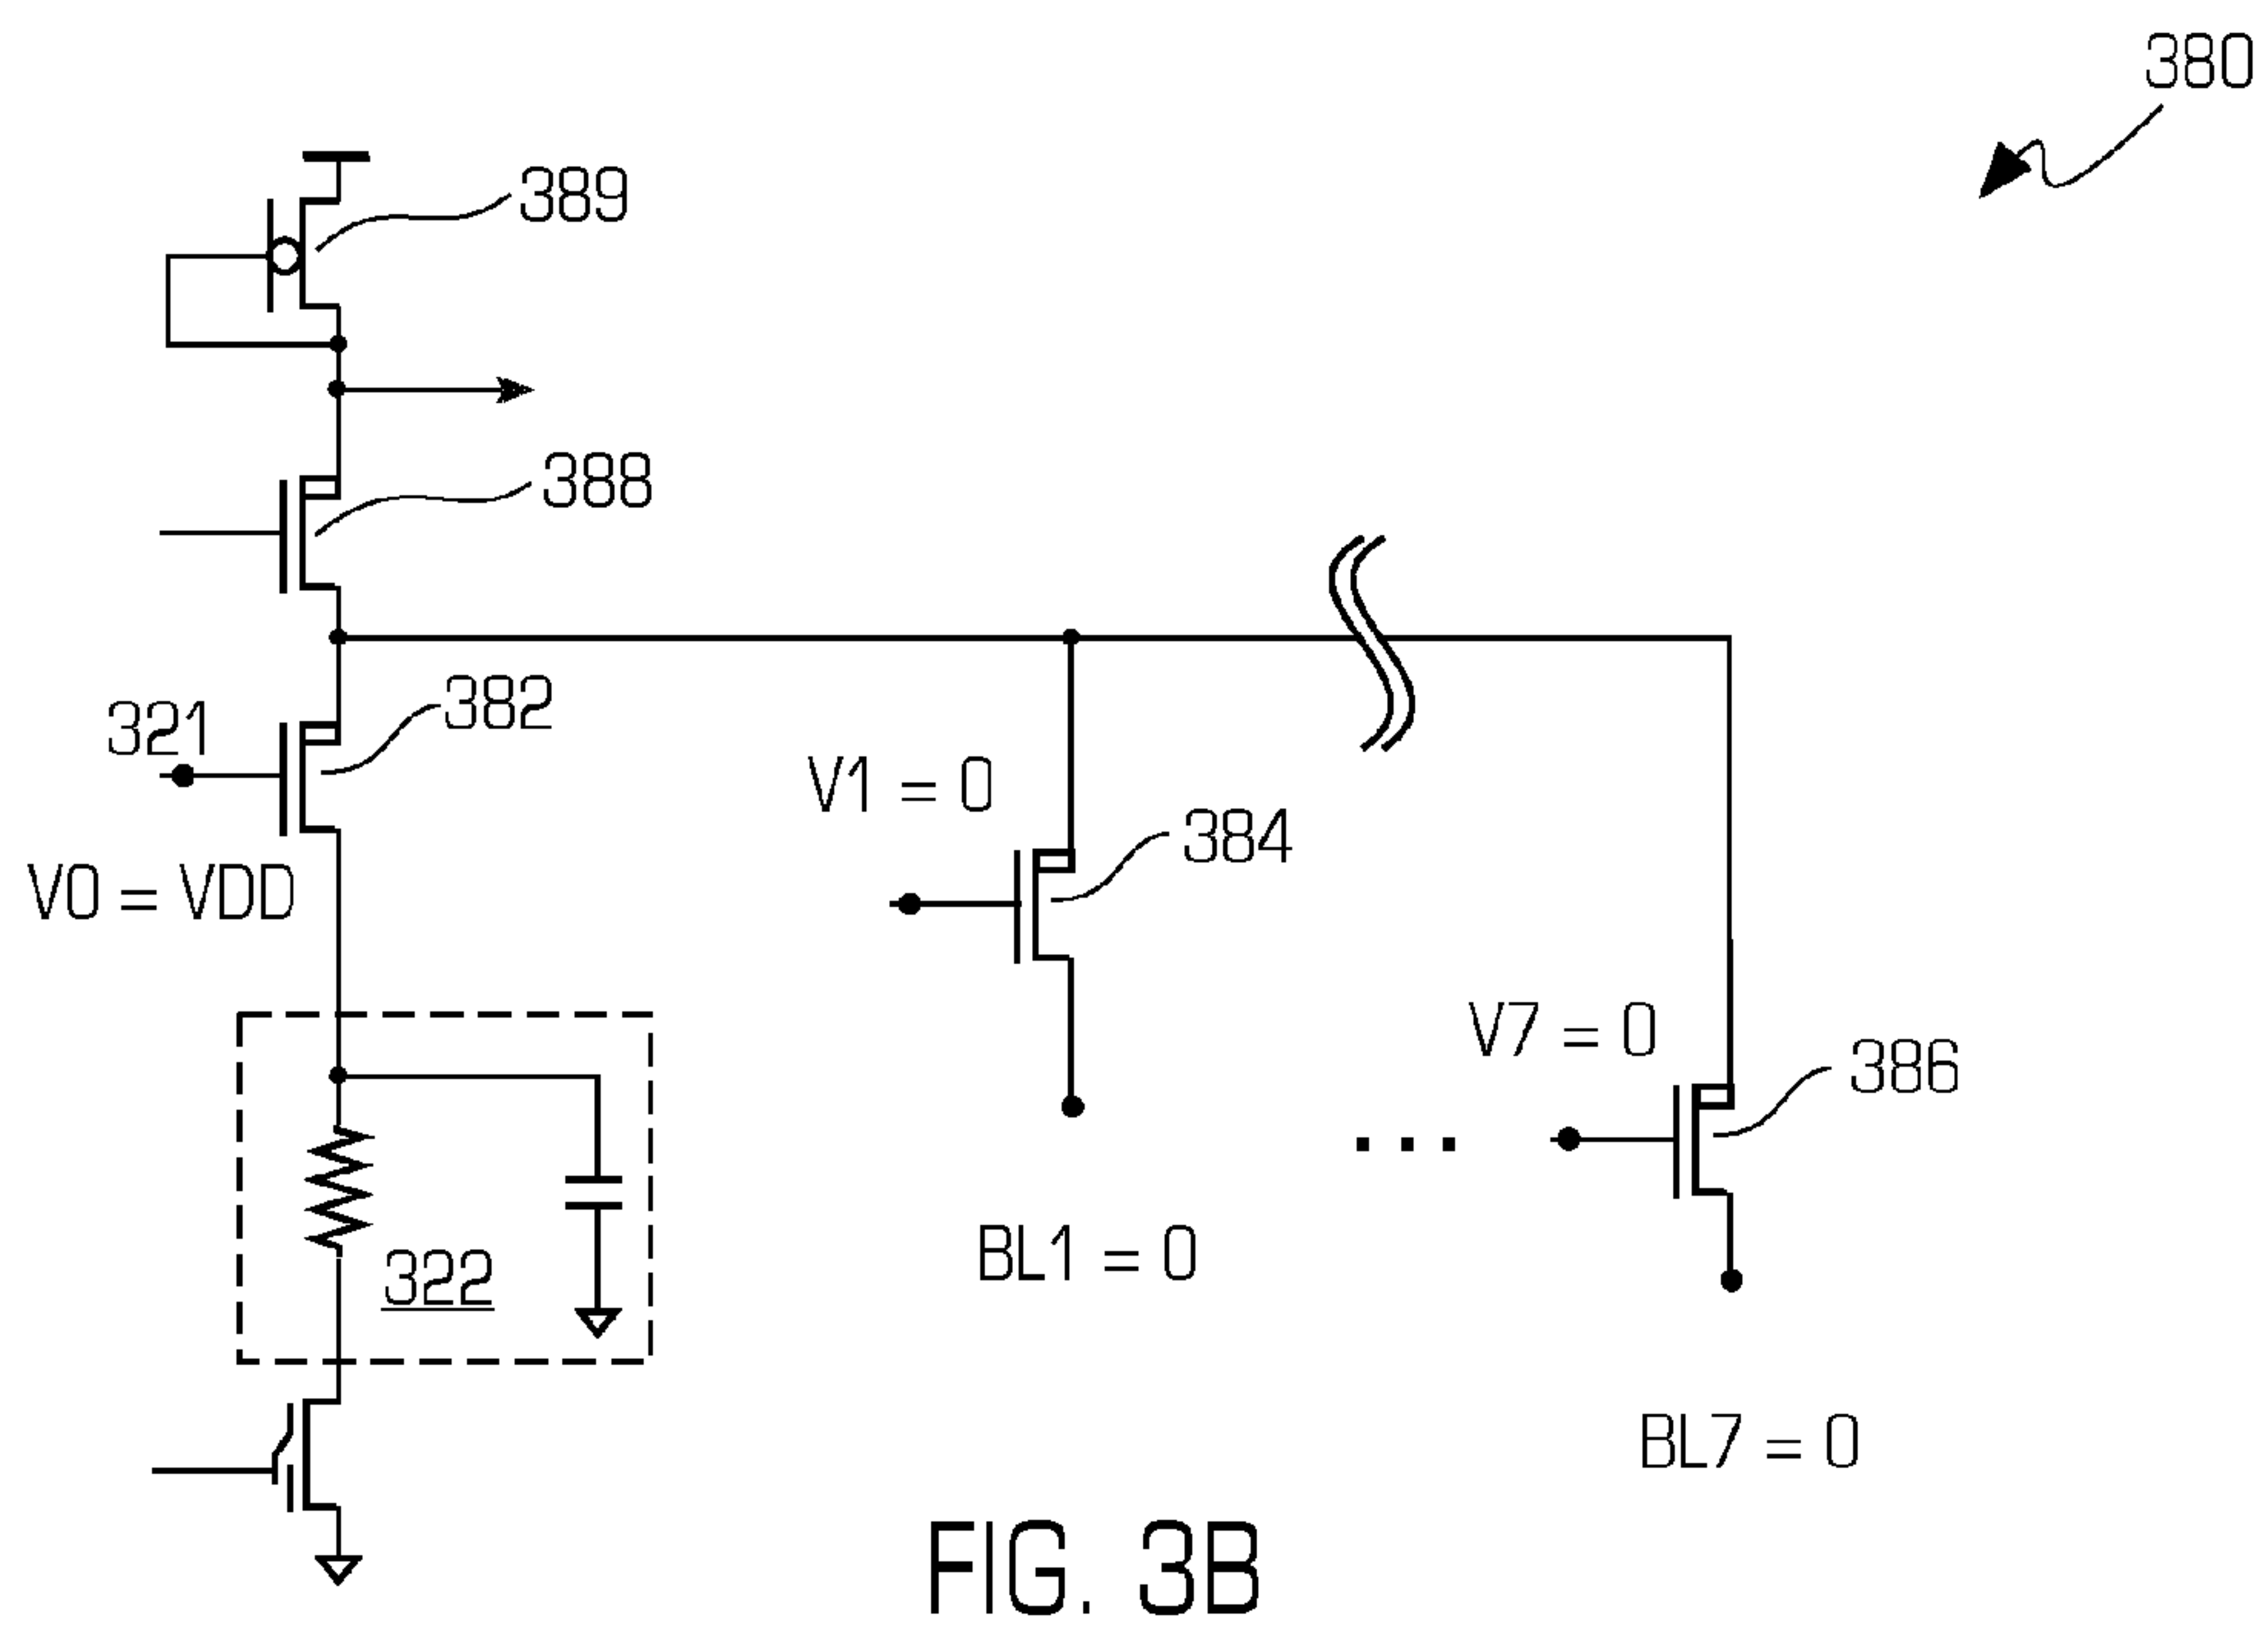 380
389
388
382
321
V1 = 0
384
V0 = VDD
V7 = 0
386
BL1 = 0
322
BL7 = 0
FIG. 3B